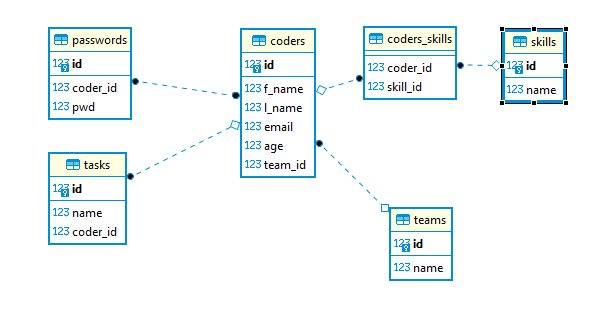 passwords
123 id
123 coder_id
123 pwd
coders
123 id
123 f_name
123 l_name
123 email
123 age
123 team_id
coders_skills
123 coder_id
123 skill_id
skills
123 id
123 name
tasks
123 id
123 name
123 coder_id
teams
123 id
123 name